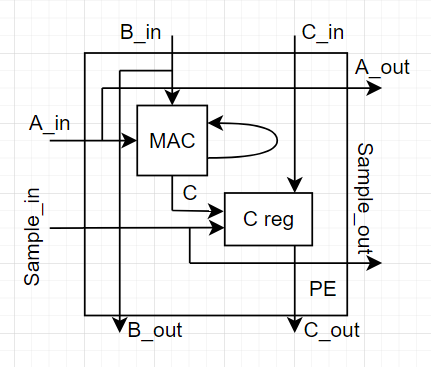 B_in
C_in
A_out
A_in
MAC
Sample_out
C
Sample_in
C reg
PE
B_out
C_out